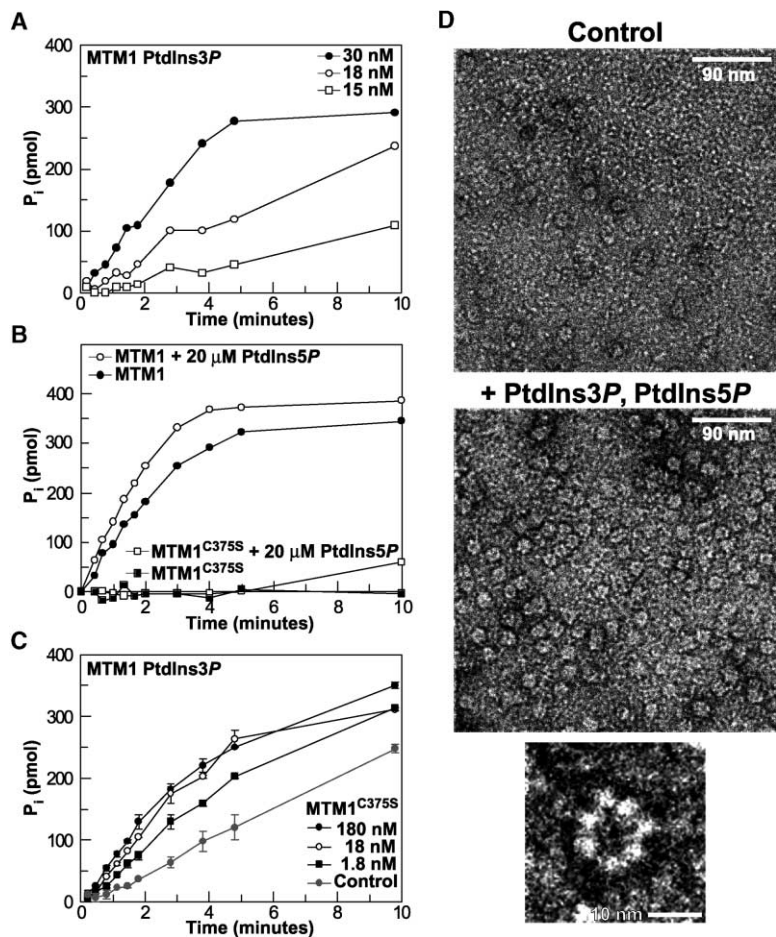 A
MTM1 PtdIns3P
30 nM
18 nM
15 nM
400
300
200
100
0
Pi (pmol)
0 2 4 6 8 10
Time (minutes)
B
MTM1 + 20 μM PtdIns5P
MTM1
400
300
200
100
0
Pi (pmol)
MTM1C375S + 20 μM PtdIns5P
MTM1C375S
0 2 4 6 8 10
Time (minutes)
C
MTM1 PtdIns3P
400
300
200
100
0
Pi (pmol)
MTM1C375S
180 nM
18 nM
1.8 nM
Control
0 2 4 6 8 10
Time (minutes)
D
Control
90 nm
+ PtdIns3P, PtdIns5P
90 nm
10 nm